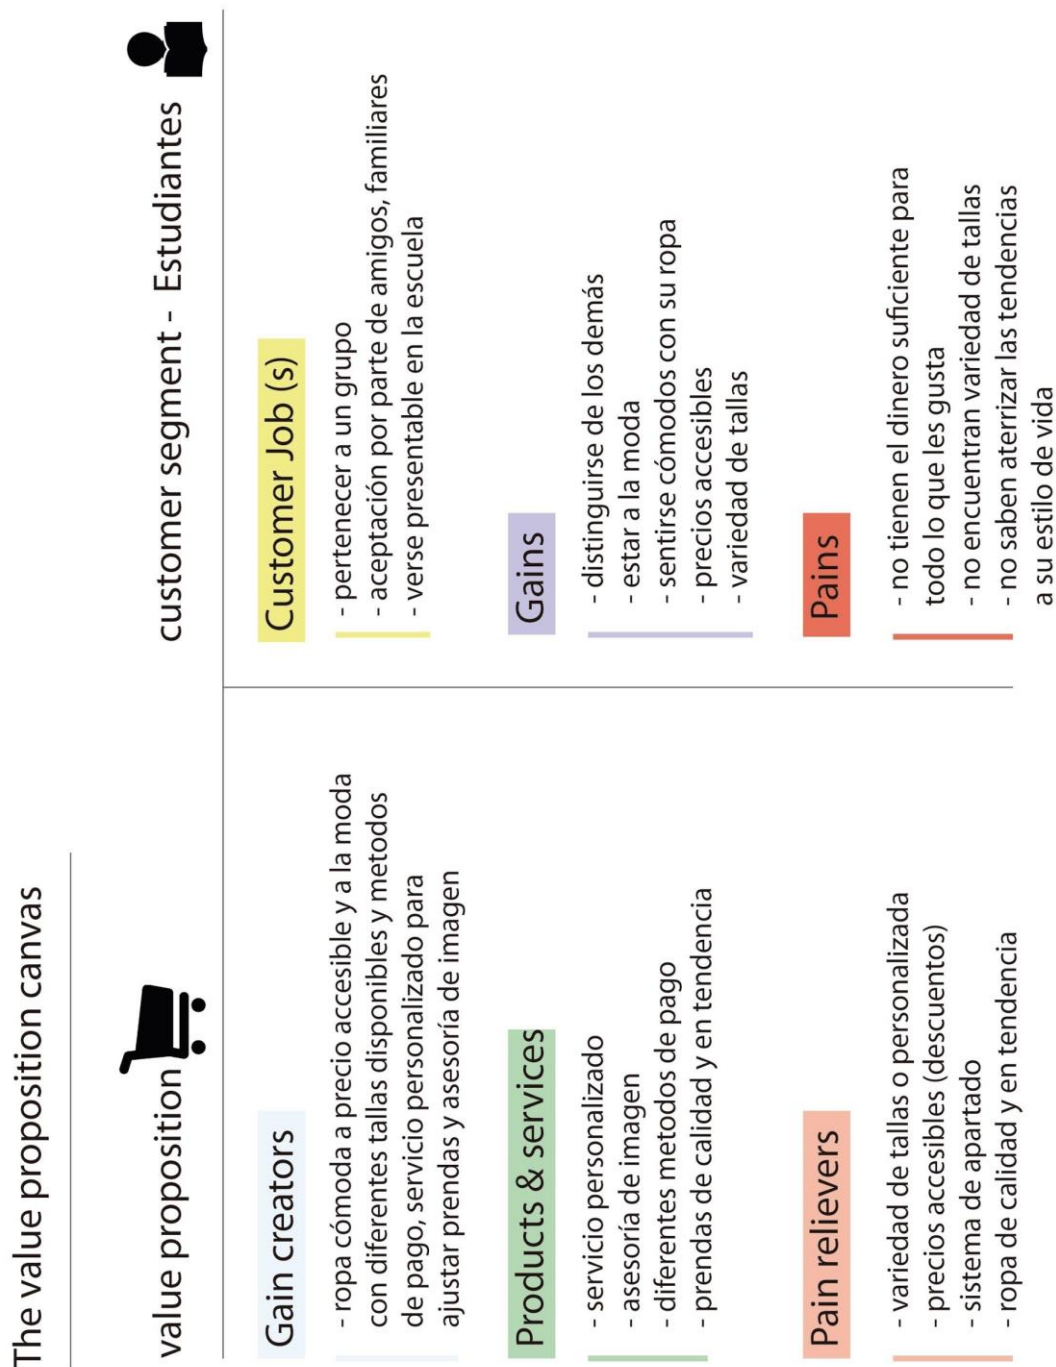 The value proposition canvas
value proposition
Gain creators
- ropa cómoda a precio accesible y a la moda
con diferentes tallas disponibles y metodos
de pago, servicio personalizado para
ajustar prendas y asesoría de imagen
Products & services
- servicio personalizado
- asesoría de imagen
- diferentes metodos de pago
- prendas de calidad y en tendencia
Pain relievers
- variedad de tallas o personalizada
- precios accesibles (descuentos)
- sistema de apartado
- ropa de calidad y en tendencia
customer segment - Estudiantes
Customer Job (s)
- pertenecer a un grupo
- aceptación por parte de amigos, familiares
- verse presentable en la escuela
Gains
- distinguirse de los demás
- estar a la moda
- sentirse cómodos con su ropa
- precios accesibles
- variedad de tallas
Pains
- no tienen el dinero suficiente para
todo lo que les gusta
- no encuentran variedad de tallas
- no saben aterrizar las tendencias
a su estilo de vida